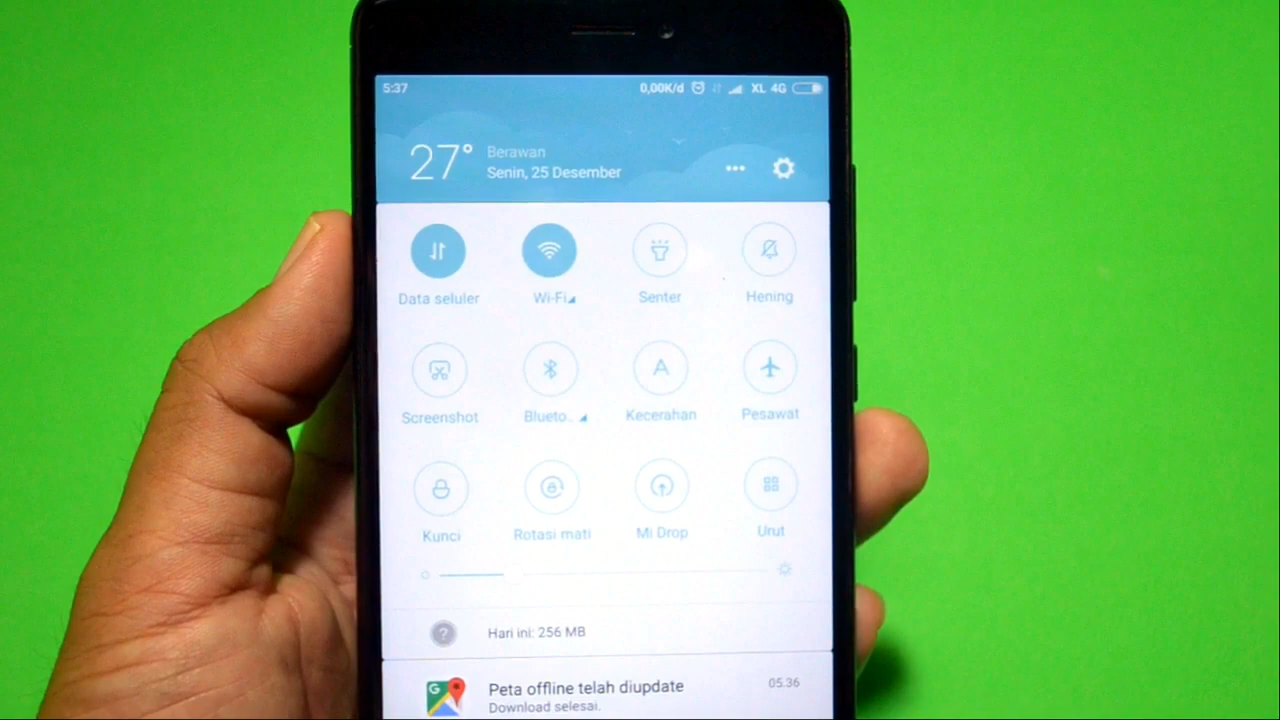 5:37 0,00K/d XL 4G
27° Berawan
Senin, 25 Desember
Data seluler Wi-Fi Senter Hening
Screenshot Blueto.. Kecerahan Pesawat
Kunci Rotasi mati Mi Drop Urut
Hari ini: 256 MB
Peta offline telah diupdate 05.36
Download selesai.